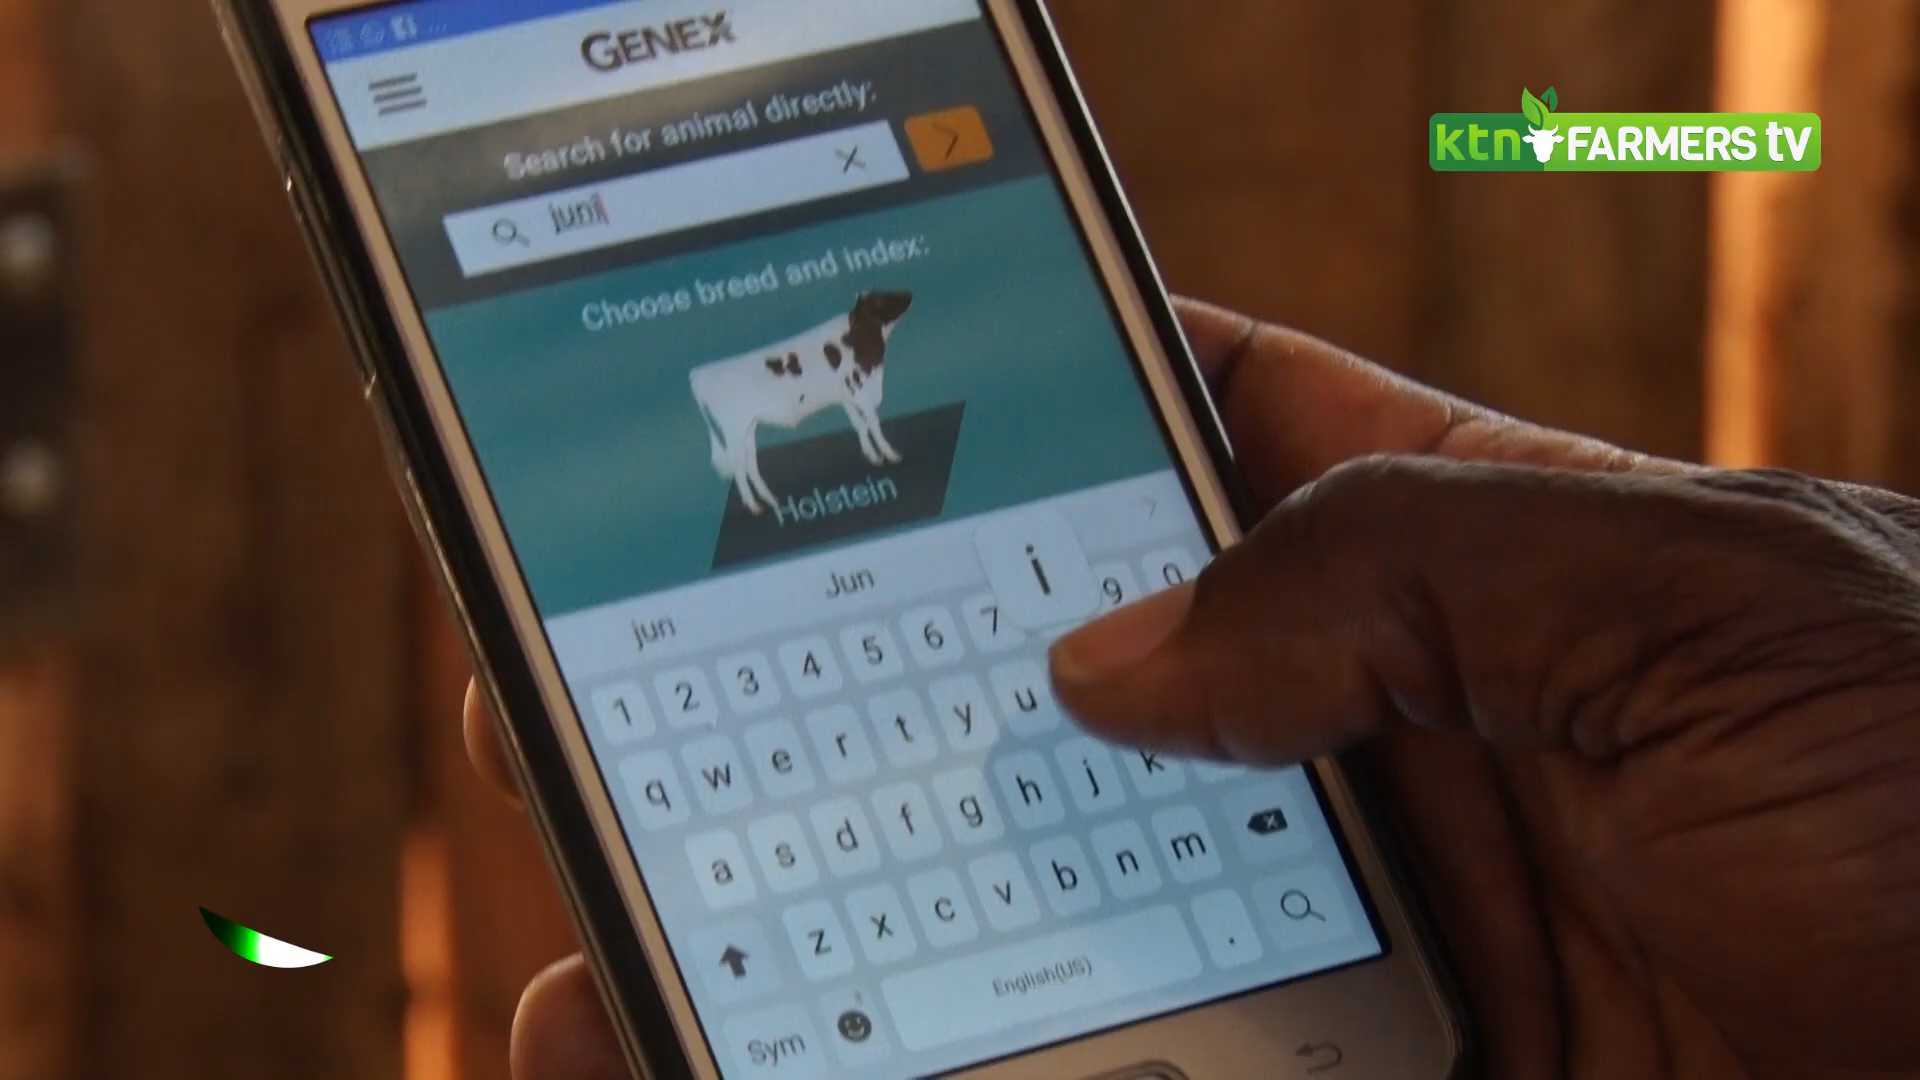 GENEX
Search for animal directly:
juni
Choose breed and index:
Holstein
jun Jun
i
1 2 3 4 5 6 7 9 0
q w e r t y u
a s d f g h j k
z x c v b n m
Sym English(US) .
ktn FARMERS tv